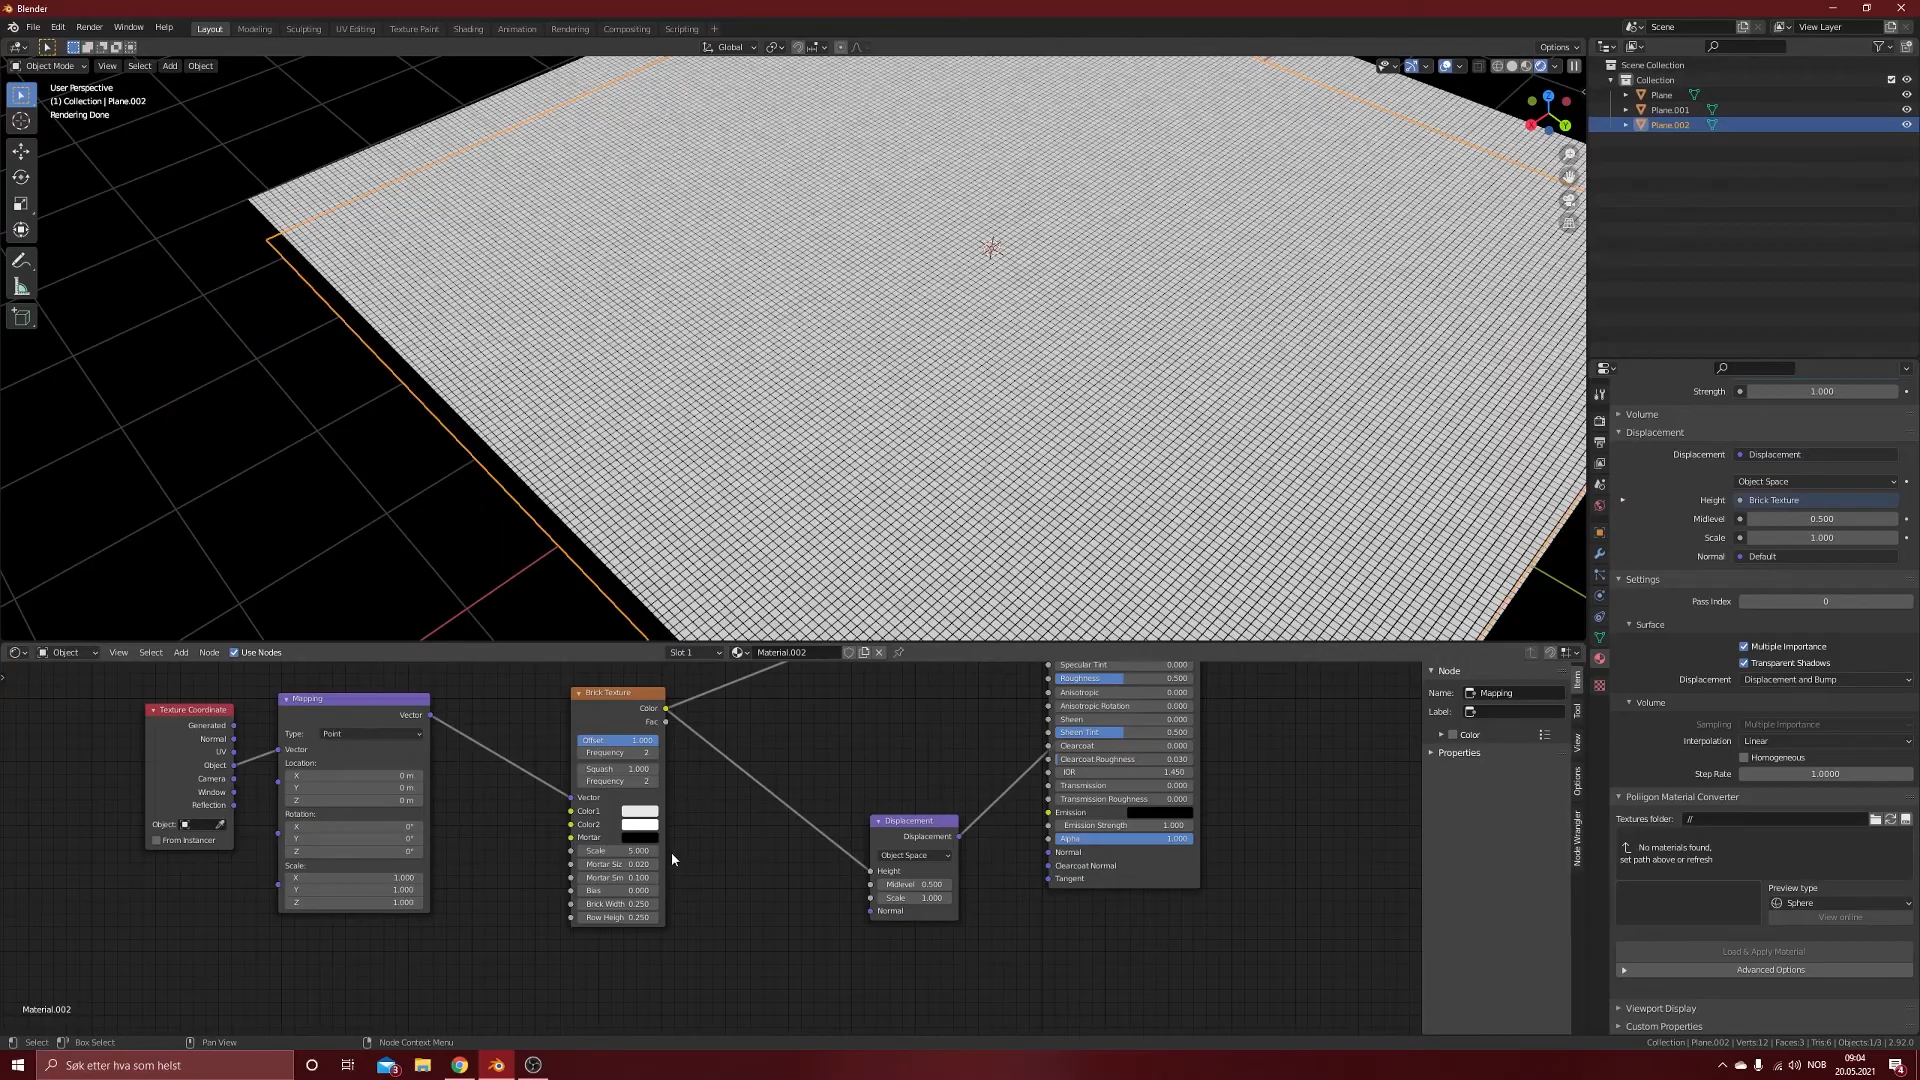 Blender
File Edit Render Window Help Layout Modeling Sculpting UV Editing Texture Paint Shading Animation Rendering Compositing Scripting + Scene View Layer
Global Options
Object Mode View Select Add Object
User Perspective
(1) Collection | Plane.002
Rendering Done
Z
X
Y
Scene Collection
Collection
Plane
Plane.001
Plane.002
Strength 1.000
Volume
Displacement
Displacement Displacement
Object Space
Height Brick Texture
Midlevel 0.500
Scale 1.000
Normal Default
Settings
Pass Index 0
Surface
Multiple Importance
Transparent Shadows
Displacement Displacement and Bump
Volume
Sampling Multiple Importance
Interpolation Linear
Homogeneous
Step Rate 1.0000
Poliigon Material Converter
Textures folder: //
No materials found,
set path above or refresh
Preview type
Sphere
View online
Load & Apply Material
Advanced Options
Viewport Display
Custom Properties
Object View Select Add Node Use Nodes Slot 1 Material.002
Texture Coordinate
Generated
Normal
UV
Object
Camera
Window
Reflection
Object:
From Instancer
Mapping
Vector
Type: Point
Vector
Location:
X 0 m
Y 0 m
Z 0 m
Rotation:
X 0°
Y 0°
Z 0°
Scale:
X 1.000
Y 1.000
Z 1.000
Brick Texture
Color
Fac
Offset 1.000
Frequency 2
Squash 1.000
Frequency 2
Vector
Color1
Color2
Mortar
Scale 5.000
Mortar Siz 0.020
Mortar Sm 0.100
Bias 0.000
Brick Width 0.250
Row Heigh 0.250
Displacement
Displacement
Object Space
Height
Midlevel 0.500
Scale 1.000
Normal
Specular Tint 0.000
Roughness 0.500
Anisotropic 0.000
Anisotropic Rotation 0.000
Sheen 0.000
Sheen Tint 0.500
Clearcoat 0.000
Clearcoat Roughness 0.030
IOR 1.450
Transmission 0.000
Transmission Roughness 0.000
Emission
Emission Strength 1.000
Alpha 1.000
Normal
Clearcoat Normal
Tangent
Node
Name: Mapping
Label:
Color
Properties
Item
Tool
View
Options
Node Wrangler
Material.002
Select Box Select Pan View Node Context Menu Collection | Plane.002 | Verts:12 | Faces:3 | Tris:6 | Objects:1/3 | 2.92.0
Søk etter hva som helst 3 NOB 09:04
20.05.2021 4